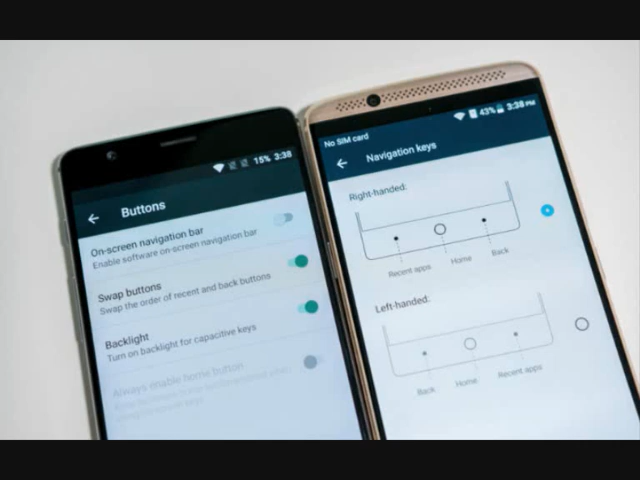 15% 3:38
Buttons
On-screen navigation bar
Enable software on-screen navigation bar
Swap buttons
Swap the order of recent and back buttons
Backlight
Turn on backlight for capacitive keys
Always enable home button
No SIM card
43% 3:38 PM
Navigation keys
Right-handed:
Recent apps
Home
Back
Left-handed:
Back
Home
Recent apps